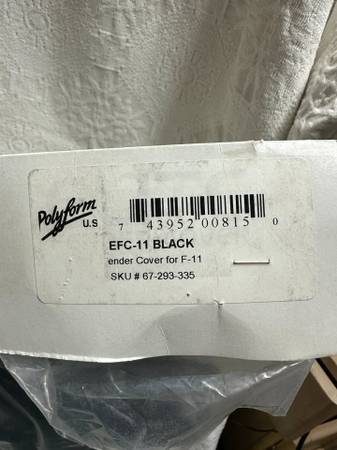 Polyform
U.S
7 43952 00815 0
EFC-11 BLACK
ender Cover for F-11
SKU # 67-293-335